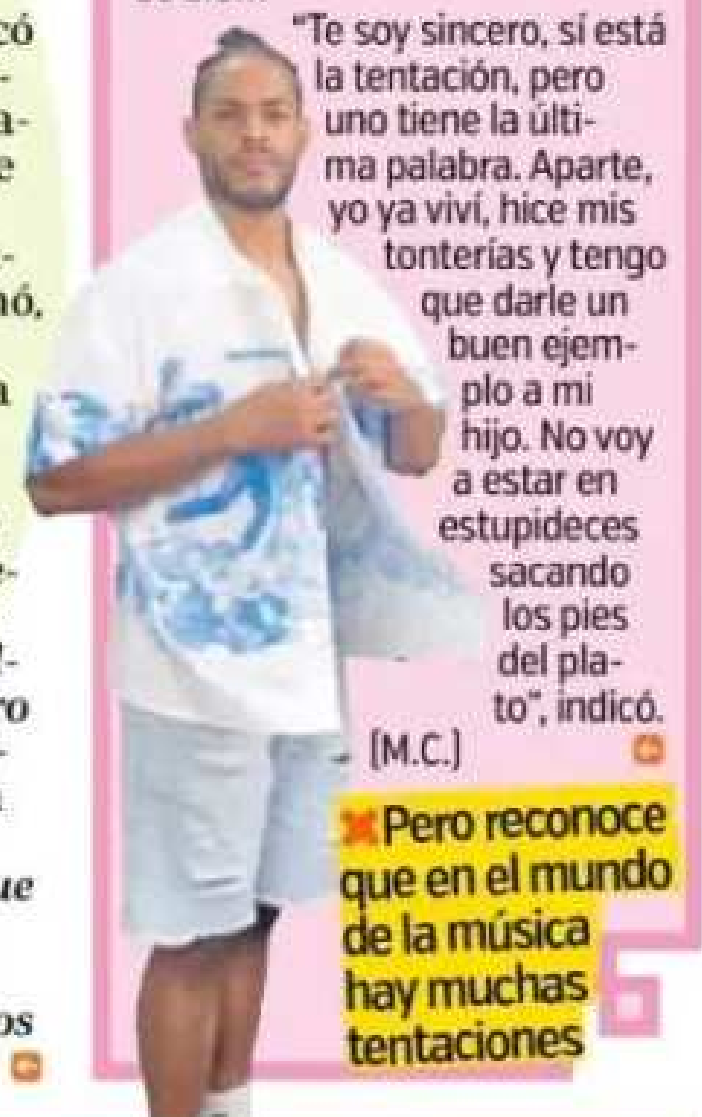 "Te soy sincero, sí está
la tentación, pero
uno tiene la últi-
ma palabra. Aparte,
yo ya viví, hice mis
tonterías y tengo
que darle un
buen ejem-
plo a mi
hijo. No voy
a estar en
estupideces
sacando
los pies
del pla-
to", indicó.
(M.C.)
Pero reconoce
que en el mundo
de la música
hay muchas
tentaciones